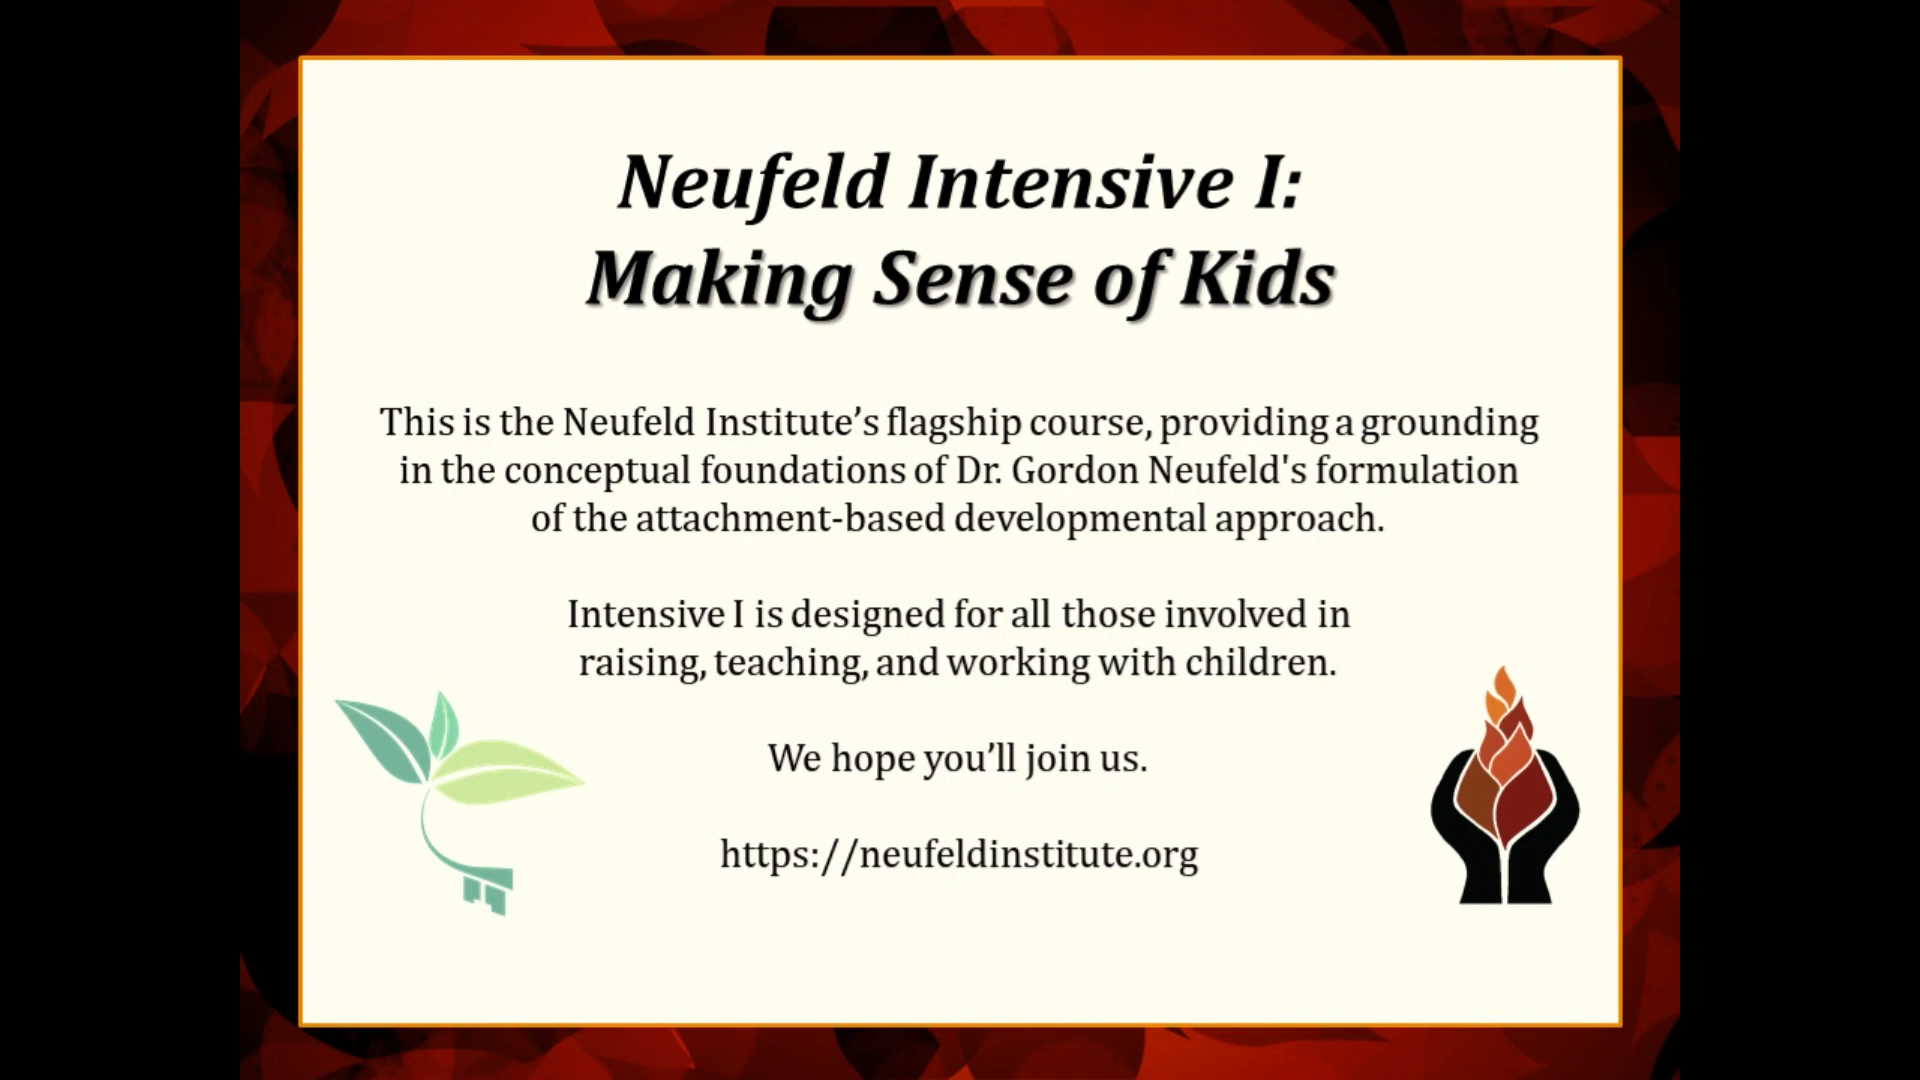 Neufeld Intensive I:
Making Sense of Kids
This is the Neufeld Institute’s flagship course, providing a grounding
in the conceptual foundations of Dr. Gordon Neufeld's formulation
of the attachment-based developmental approach.
Intensive I is designed for all those involved in
raising, teaching, and working with children.
We hope you’ll join us.
https://neufeldinstitute.org